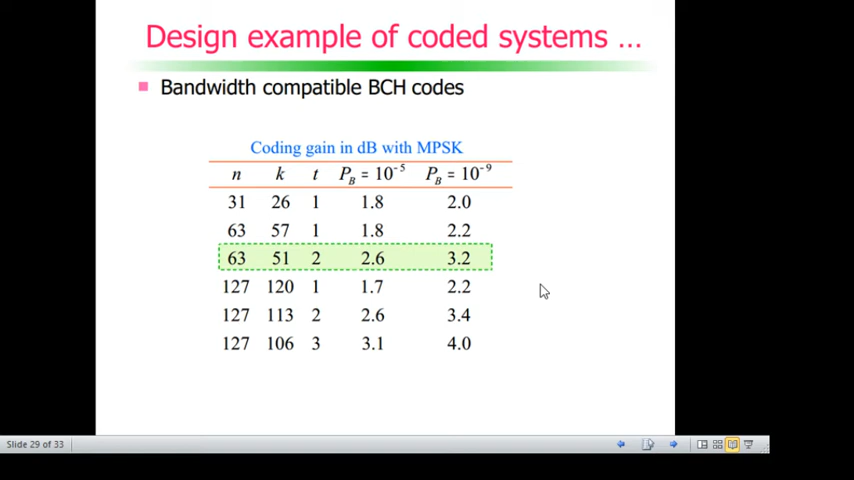 Design example of coded systems ...
Bandwidth compatible BCH codes
Coding gain in dB with MPSK
n k t P_B = 10^-5 P_B = 10^-9
31 26 1 1.8 2.0
63 57 1 1.8 2.2
63 51 2 2.6 3.2
127 120 1 1.7 2.2
127 113 2 2.6 3.4
127 106 3 3.1 4.0
Slide 29 of 33